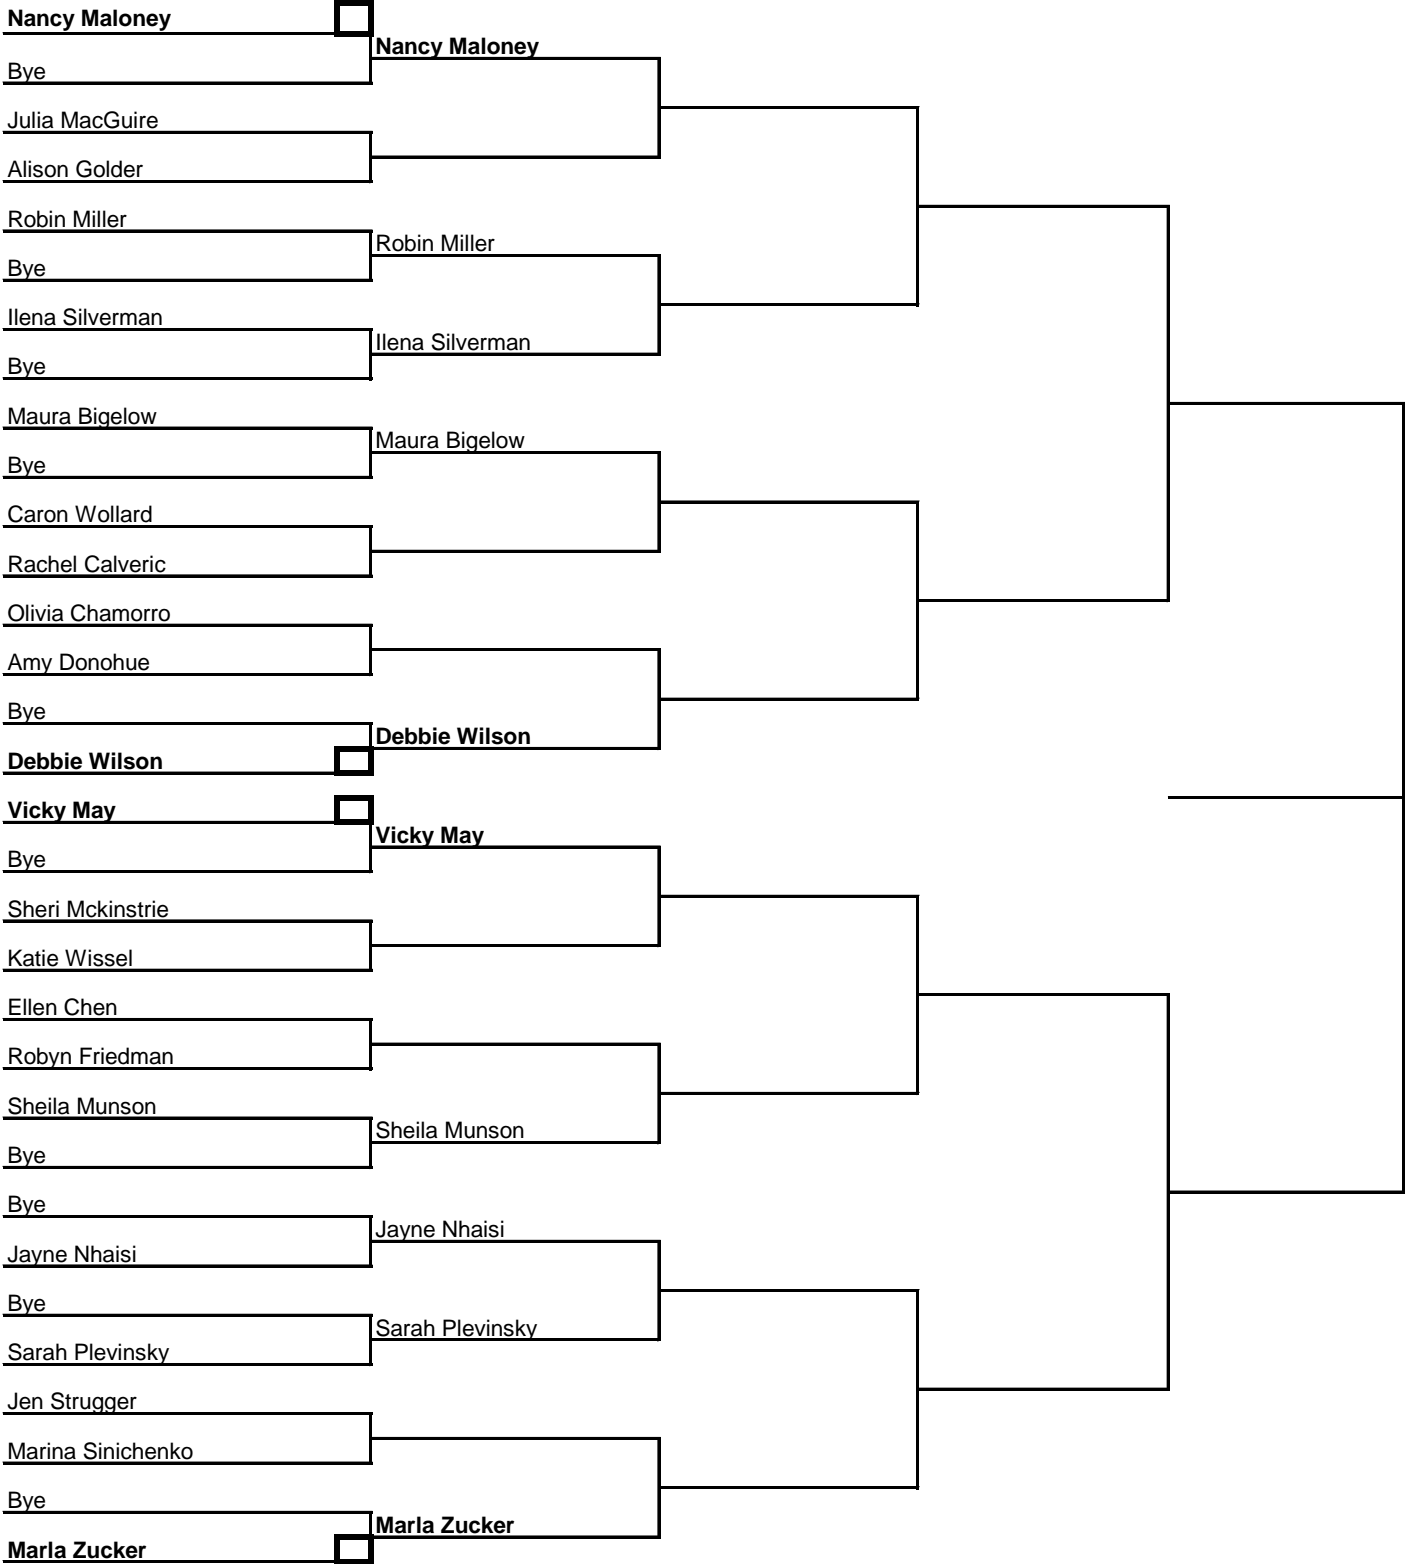 Nancy Maloney
Nancy Maloney
Bye
Julia MacGuire
Alison Golder
Robin Miller
Robin Miller
Bye
Ilena Silverman
Ilena Silverman
Bye
Maura Bigelow
Maura Bigelow
Bye
Caron Wollard
Rachel Calveric
Olivia Chamorro
Amy Donohue
Bye
Debbie Wilson
Debbie Wilson
Vicky May
Vicky May
Bye
Sheri Mckinstrie
Katie Wissel
Ellen Chen
Robyn Friedman
Sheila Munson
Sheila Munson
Bye
Bye
Jayne Nhaisi
Jayne Nhaisi
Bye
Sarah Plevinsky
Sarah Plevinsky
Jen Strugger
Marina Sinichenko
Bye
Marla Zucker
Marla Zucker